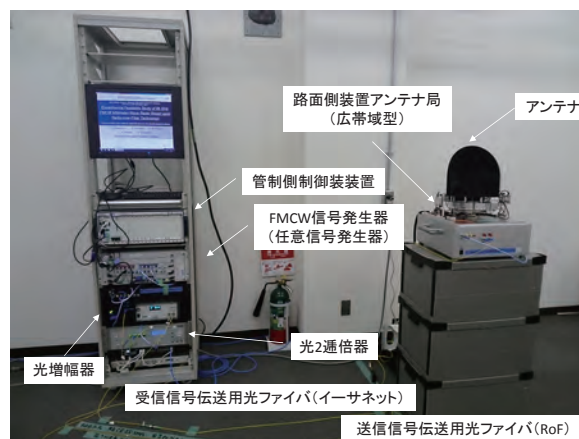 路面側装置アンテナ局
(広帯域型)
アンテナ
管制側制御装装置
FMCW信号発生器
(任意信号発生器)
光増幅器
光2逓倍器
受信信号伝送用光ファイバ(イーサネット)
送信信号伝送用光ファイバ(RoF)